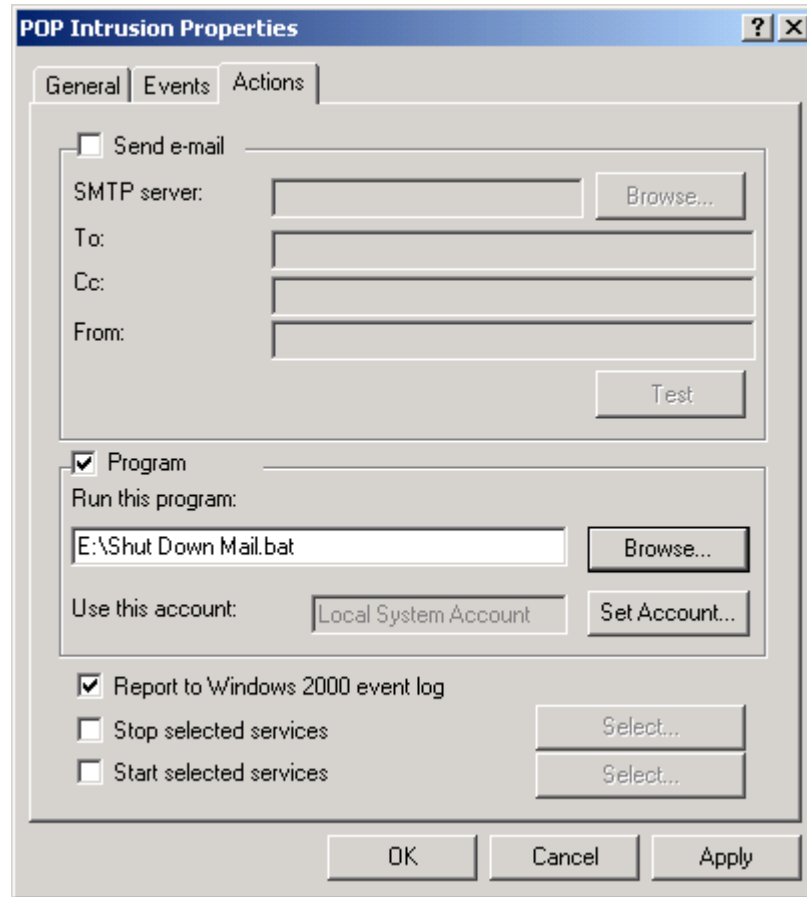 POP Intrusion Properties
General Events Actions
Send e-mail
SMTP server: Browse...
To:
Cc:
From:
Test
Program
Run this program:
E:\Shut Down Mail.bat Browse...
Use this account: Local System Account Set Account...
Report to Windows 2000 event log
Stop selected services Select...
Start selected services Select...
OK Cancel Apply